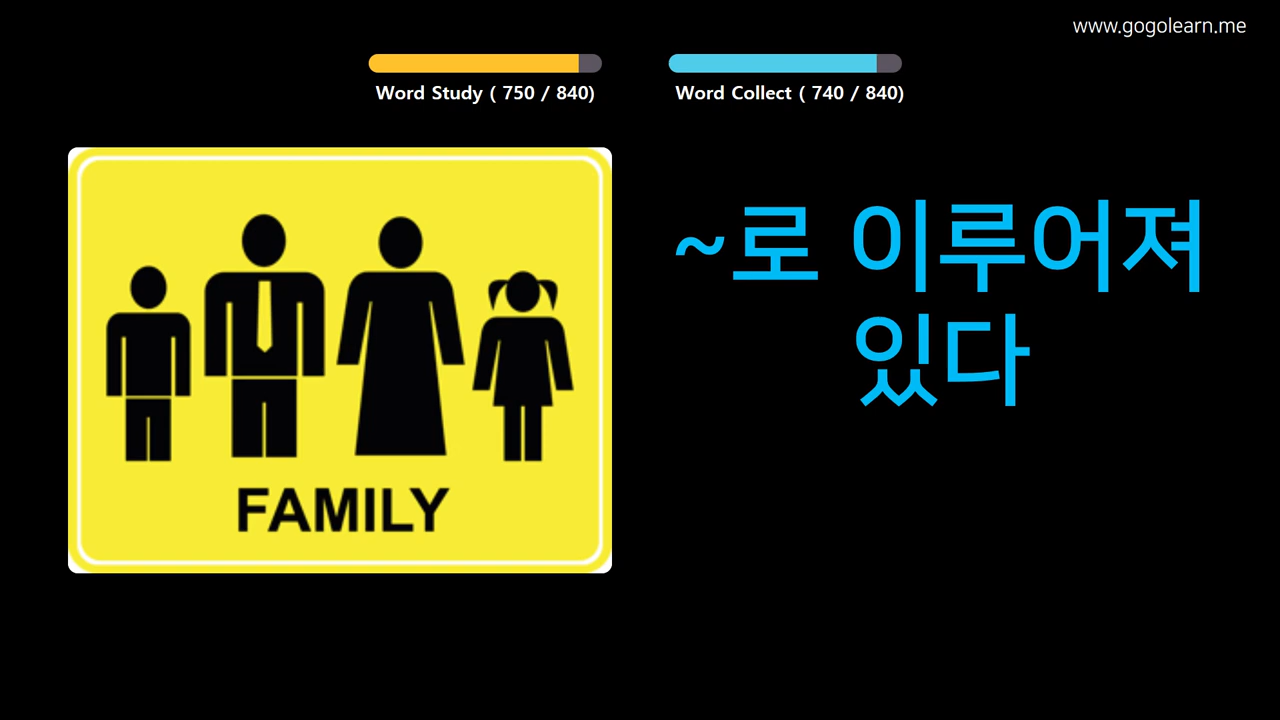 www.gogolearn.me
Word Study ( 750 / 840)
Word Collect ( 740 / 840)
~로 이루어져
있다
FAMILY